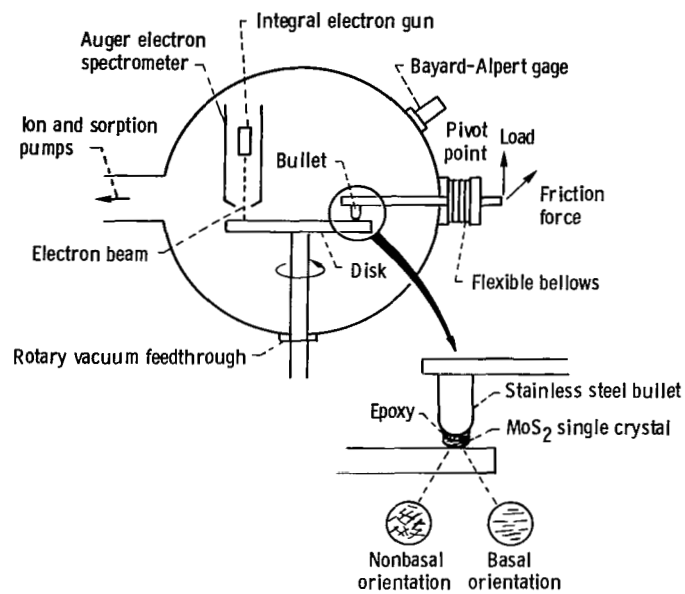 Integral electron gun
Auger electron
spectrometer
Bayard-Alpert gage
Ion and sorption
pumps
Pivot
point
Load
Bullet
Friction
force
Electron beam
Disk
Flexible bellows
Rotary vacuum feedthrough
Stainless steel bullet
Epoxy
MoS₂ single crystal
Nonbasal
orientation
Basal
orientation